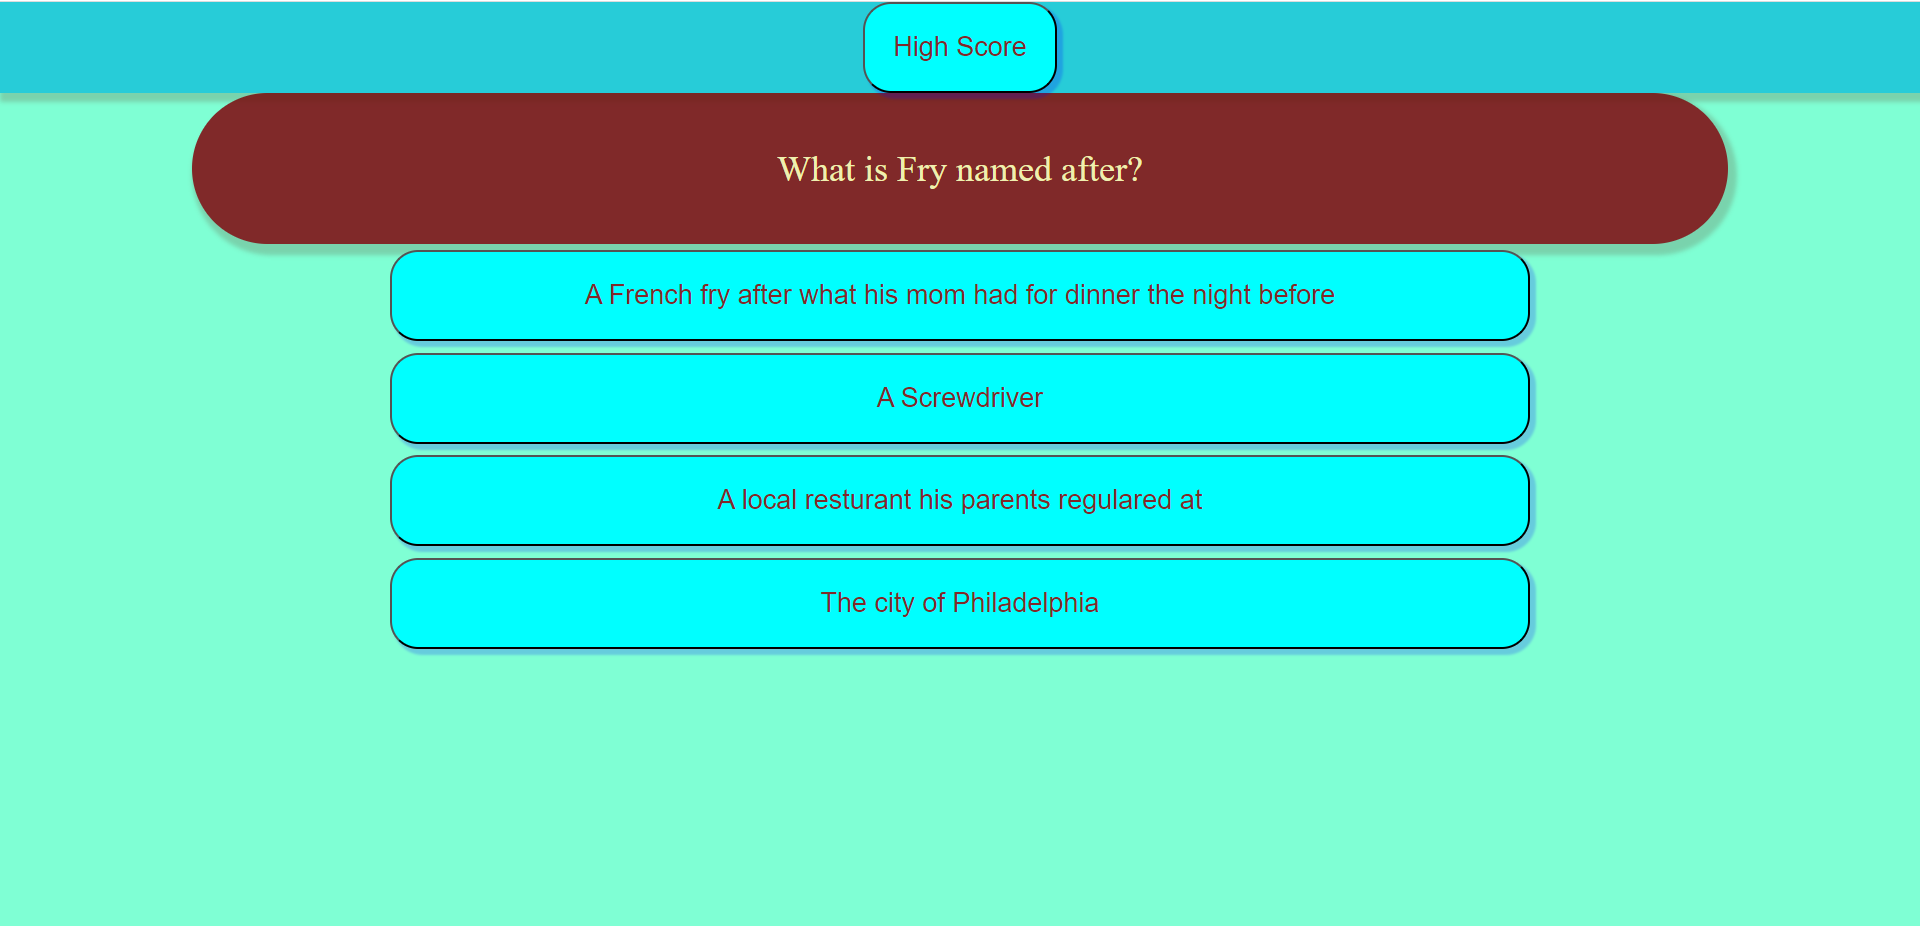 High Score
What is Fry named after?
A French fry after what his mom had for dinner the night before
A Screwdriver
A local resturant his parents regulared at
The city of Philadelphia